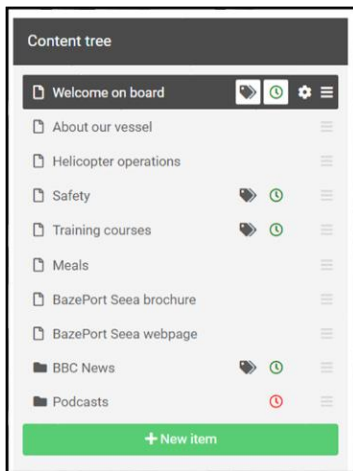 Content tree
Welcome on board
About our vessel
Helicopter operations
Safety
Training courses
Meals
BazePort Seea brochure
BazePort Seea webpage
BBC News
Podcasts
+ New item